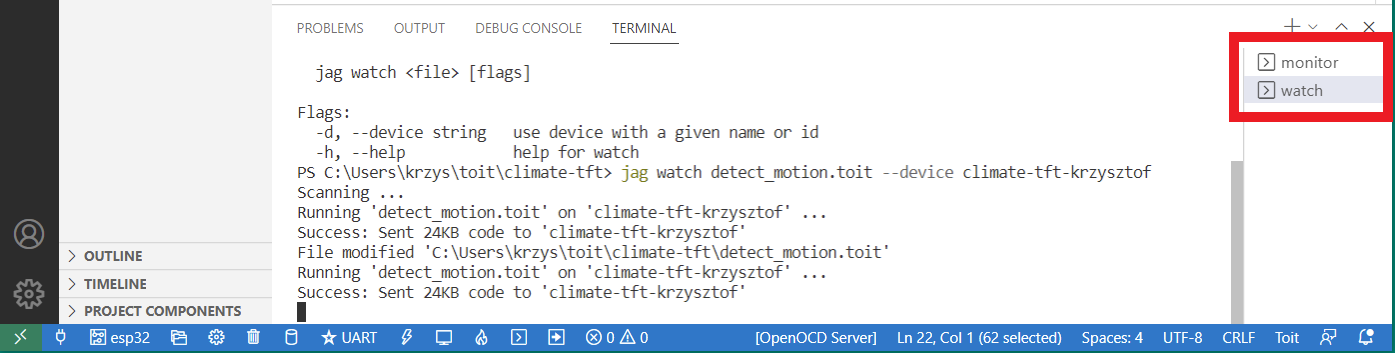 PROBLEMS OUTPUT DEBUG CONSOLE TERMINAL
monitor
watch
jag watch <file> [flags]
Flags:
-d, --device string use device with a given name or id
-h, --help help for watch
PS C:\Users\krzys\toit\climate-tft> jag watch detect_motion.toit --device climate-tft-krzysztof
Scanning ...
Running 'detect_motion.toit' on 'climate-tft-krzysztof' ...
Success: Sent 24KB code to 'climate-tft-krzysztof'
File modified 'C:\Users\krzys\toit\climate-tft\detect_motion.toit'
Running 'detect_motion.toit' on 'climate-tft-krzysztof' ...
Success: Sent 24KB code to 'climate-tft-krzysztof'
OUTLINE
TIMELINE
PROJECT COMPONENTS
esp32 UART 0 0 [OpenOCD Server] Ln 22, Col 1 (62 selected) Spaces: 4 UTF-8 CRLF Toit